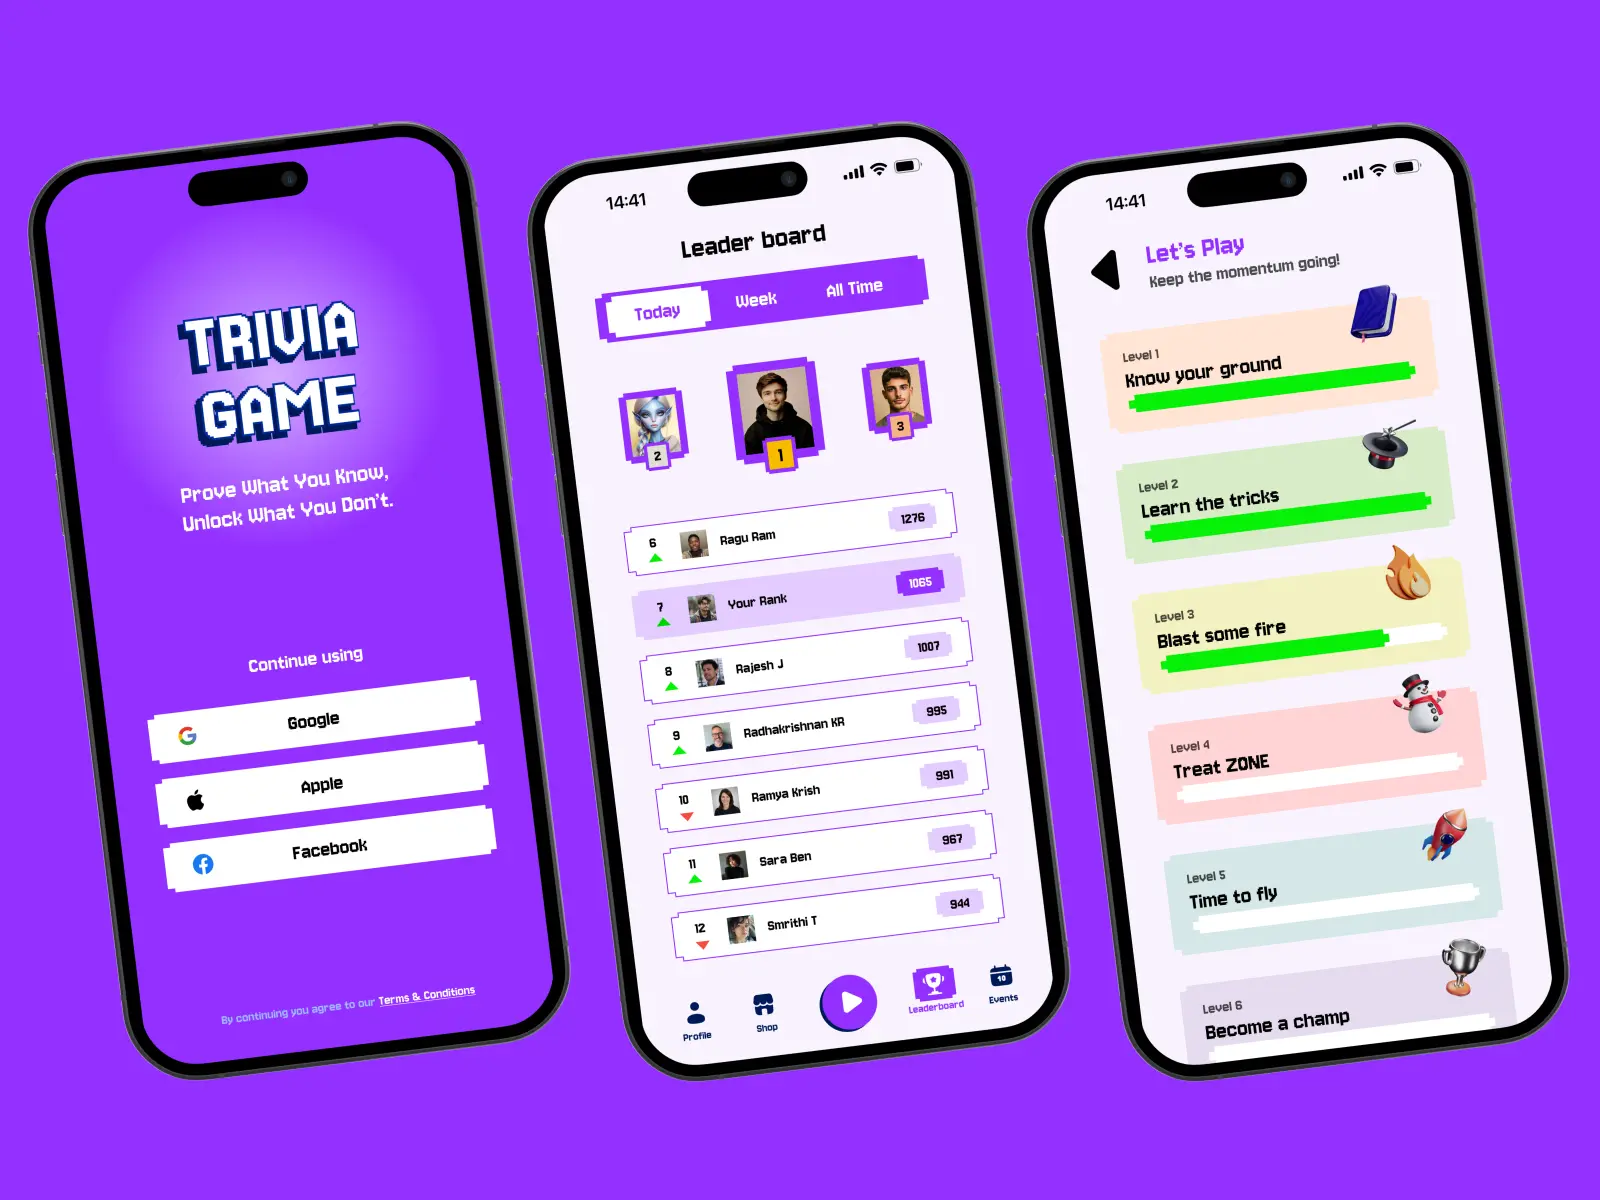 TRIVIA
GAME
Prove What You Know,
Unlock What You Don't.
Continue using
Google
Apple
Facebook
By continuing you agree to our Terms & Conditions
14:41
Leader board
Today
Week
All Time
2
1
3
6
Ragu Ram
1276
7
Your Rank
1065
8
Rajesh J
1007
9
Radhakrishnan KR
995
10
Ramya Krish
991
11
Sara Ben
967
12
Smrithi T
944
Profile
Shop
Leaderboard
10
Events
14:41
Let's Play
Keep the momentum going!
Level 1
Know your ground
Level 2
Learn the tricks
Level 3
Blast some fire
Level 4
Treat ZONE
Level 5
Time to fly
Level 6
Become a champ